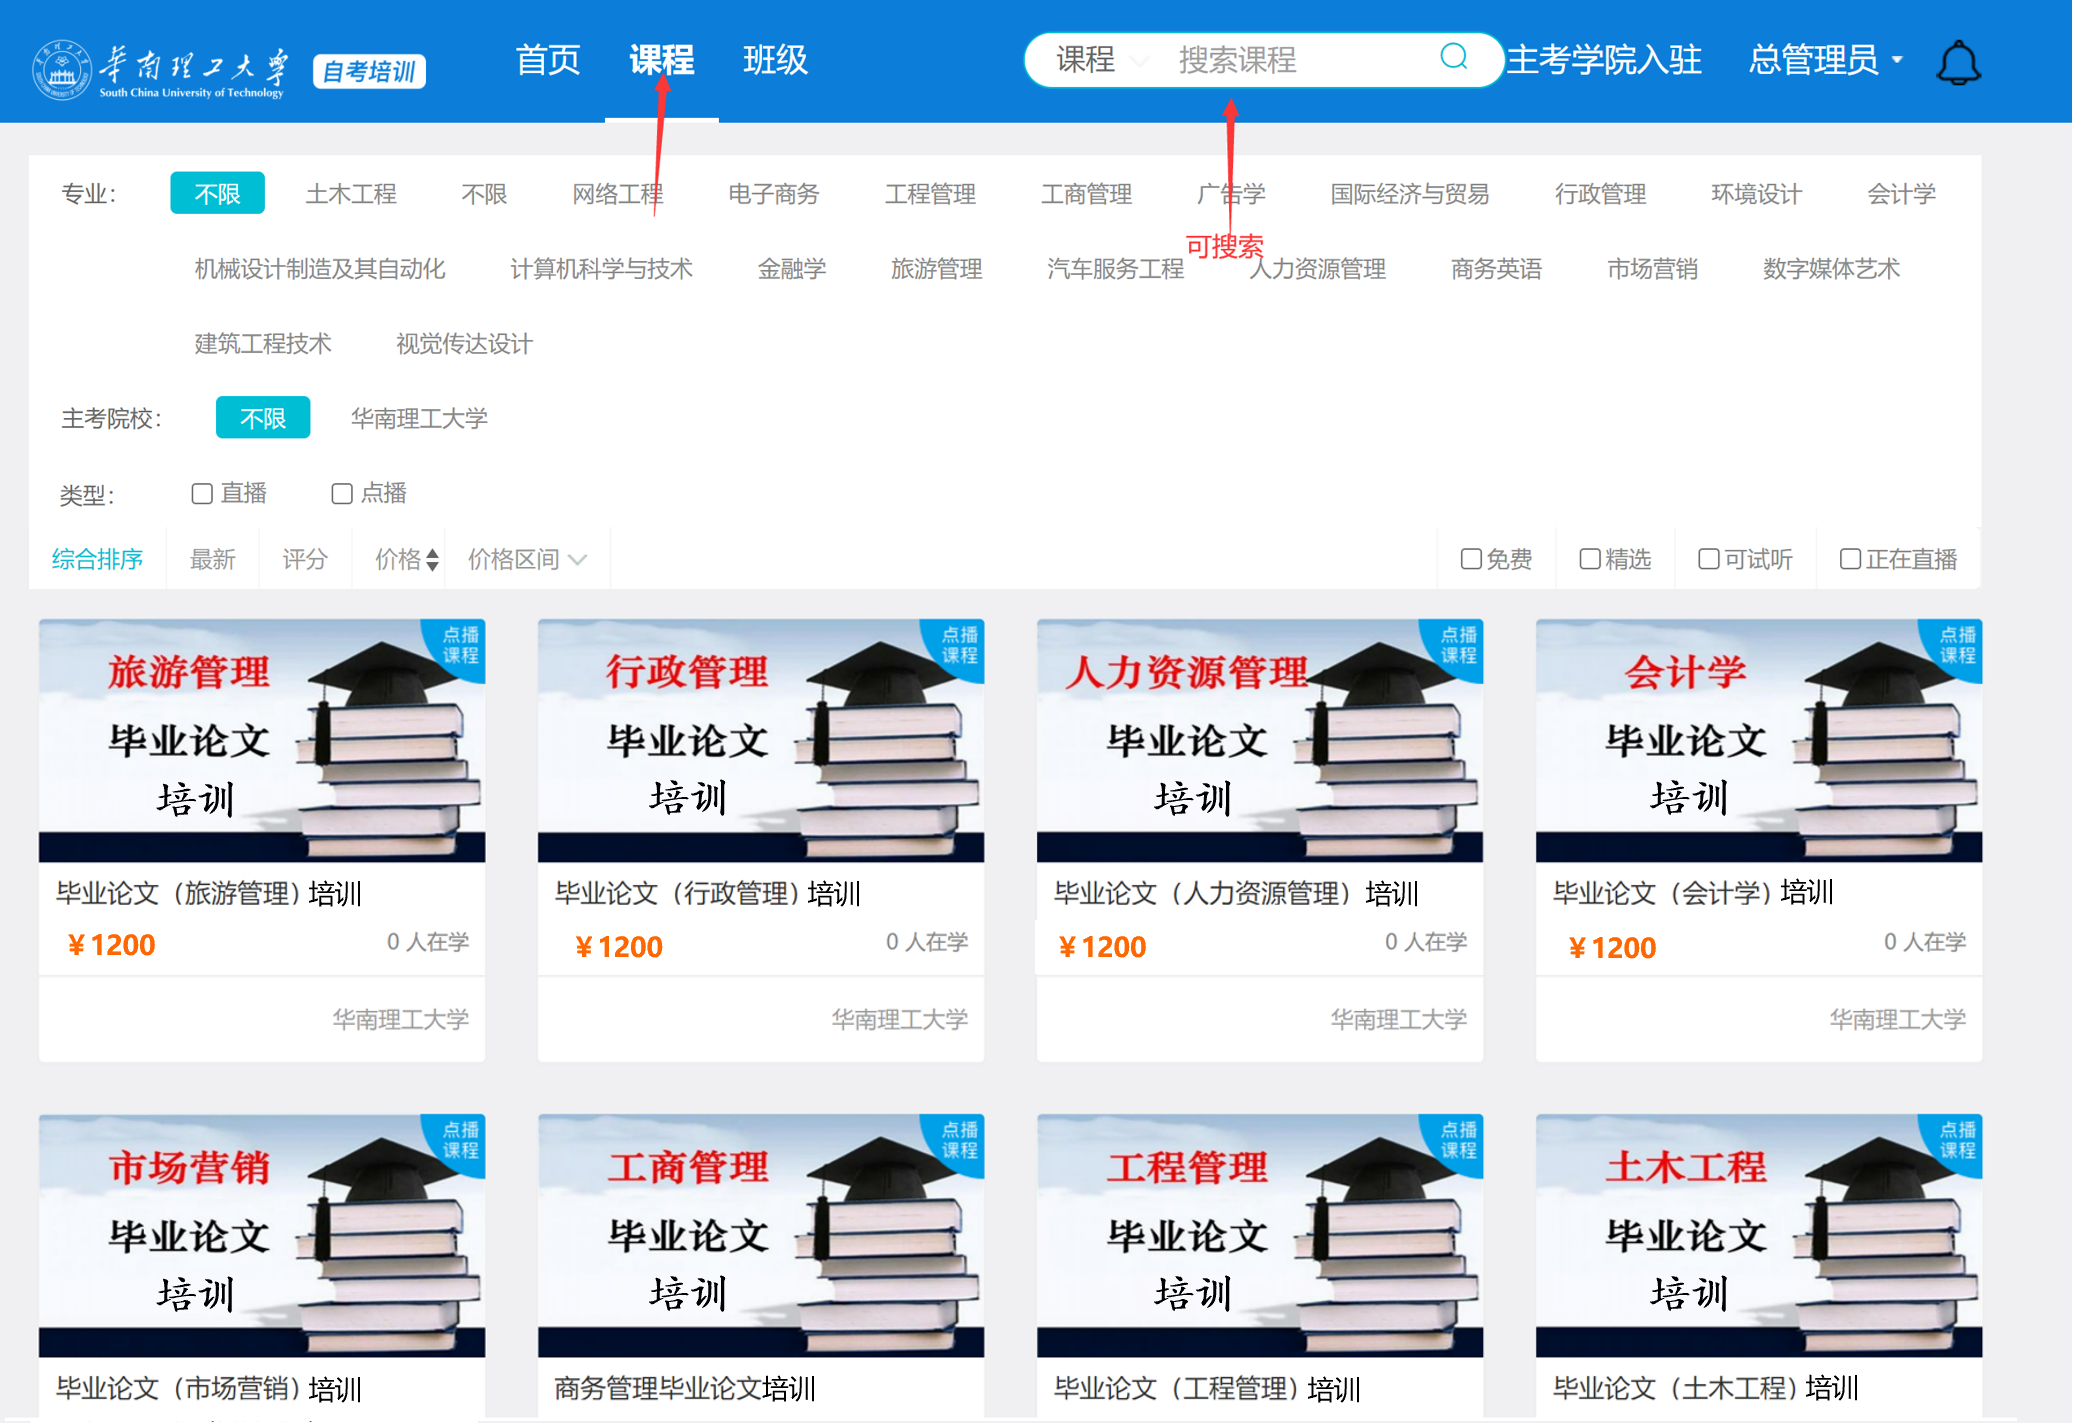 華南理工大學 自考培训 首页 课程 班级 课程 搜索课程 主考学院入驻 总管理员
South China University of Technology
专业： 不限 土木工程 不限 网络工程 电子商务 工程管理 工商管理 广告学 国际经济与贸易 行政管理 环境设计 会计学
可搜索
机械设计制造及其自动化 计算机科学与技术 金融学 旅游管理 汽车服务工程 人力资源管理 商务英语 市场营销 数字媒体艺术
建筑工程技术 视觉传达设计
主考院校： 不限 华南理工大学
类型： 直播 点播
综合排序 最新 评分 价格 价格区间 免费 精选 可试听 正在直播
点播课程 点播课程 点播课程 点播课程
旅游管理 行政管理 人力资源管理 会计学
毕业论文 毕业论文 毕业论文 毕业论文
培训 培训 培训 培训
毕业论文（旅游管理）培训 毕业论文（行政管理）培训 毕业论文（人力资源管理）培训 毕业论文（会计学）培训
¥1200 0 人在学 ¥1200 0 人在学 ¥1200 0 人在学 ¥1200 0 人在学
华南理工大学 华南理工大学 华南理工大学 华南理工大学
点播课程 点播课程 点播课程 点播课程
市场营销 工商管理 工程管理 土木工程
毕业论文 毕业论文 毕业论文 毕业论文
培训 培训 培训 培训
毕业论文（市场营销）培训 商务管理毕业论文培训 毕业论文（工程管理）培训 毕业论文（土木工程）培训